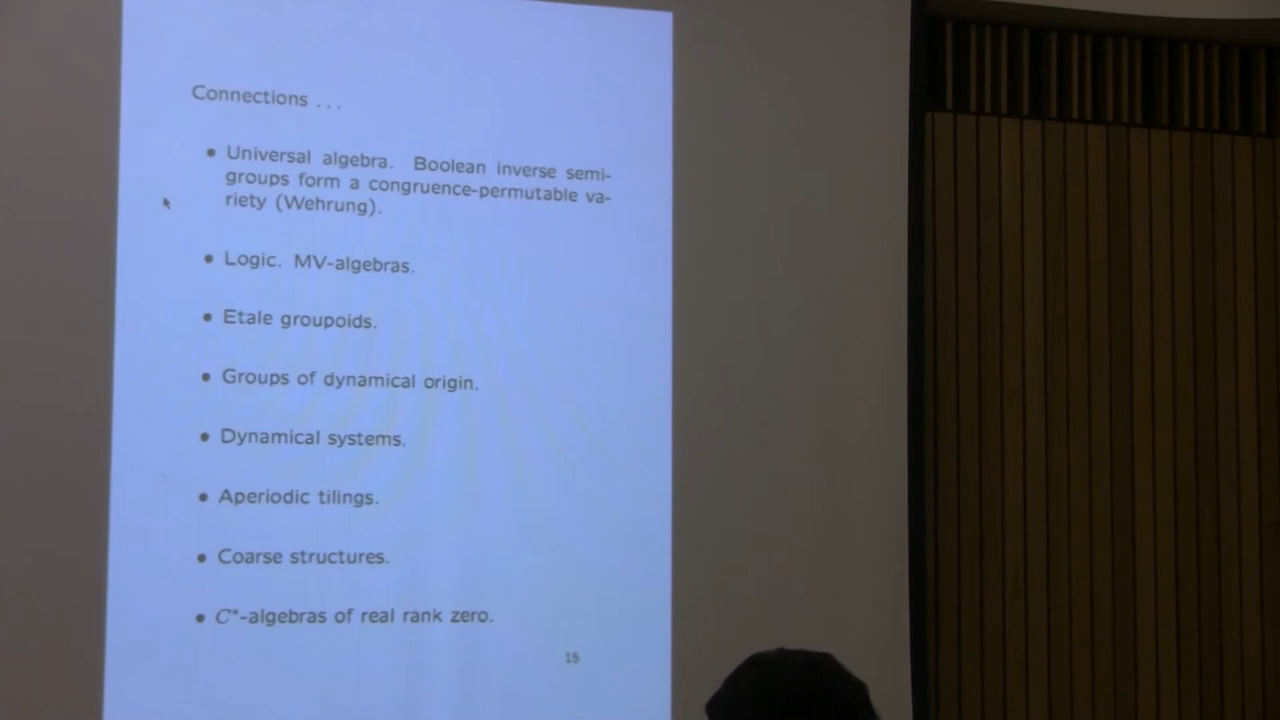 Connections ...
• Universal algebra. Boolean inverse semi-
groups form a congruence-permutable va-
riety (Wehrung).
• Logic. MV-algebras.
• Etale groupoids.
• Groups of dynamical origin.
• Dynamical systems.
• Aperiodic tilings.
• Coarse structures.
• C*-algebras of real rank zero.
15